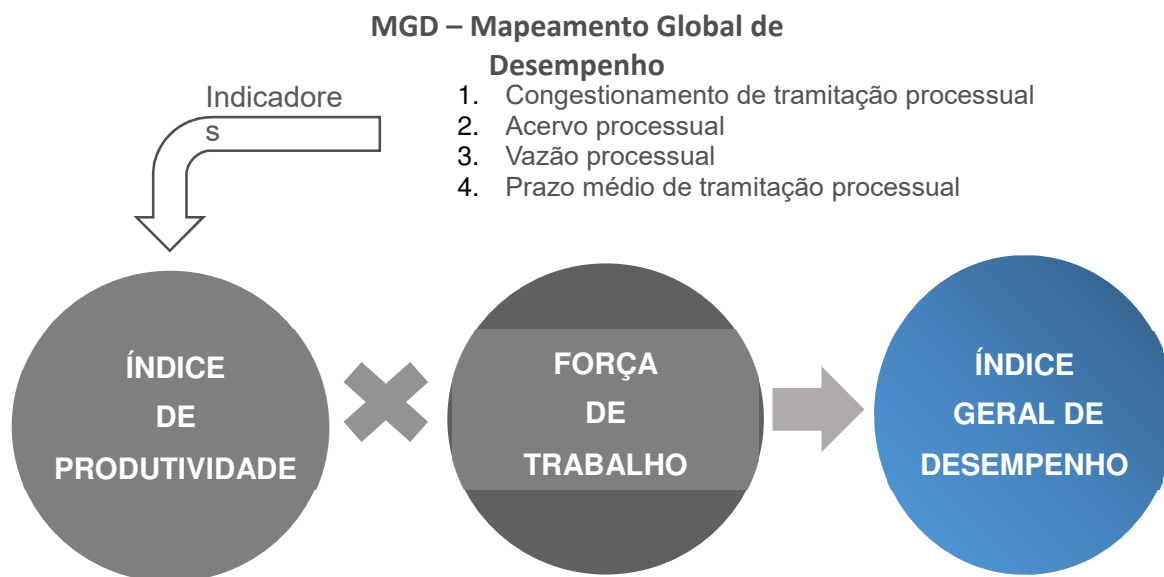 MGD – Mapeamento Global de
Desempenho
Indicadore
s
1. Congestionamento de tramitação processual
2. Acervo processual
3. Vazão processual
4. Prazo médio de tramitação processual
ÍNDICE
DE
PRODUTIVIDADE
FORÇA
DE
TRABALHO
ÍNDICE
GERAL DE
DESEMPENHO